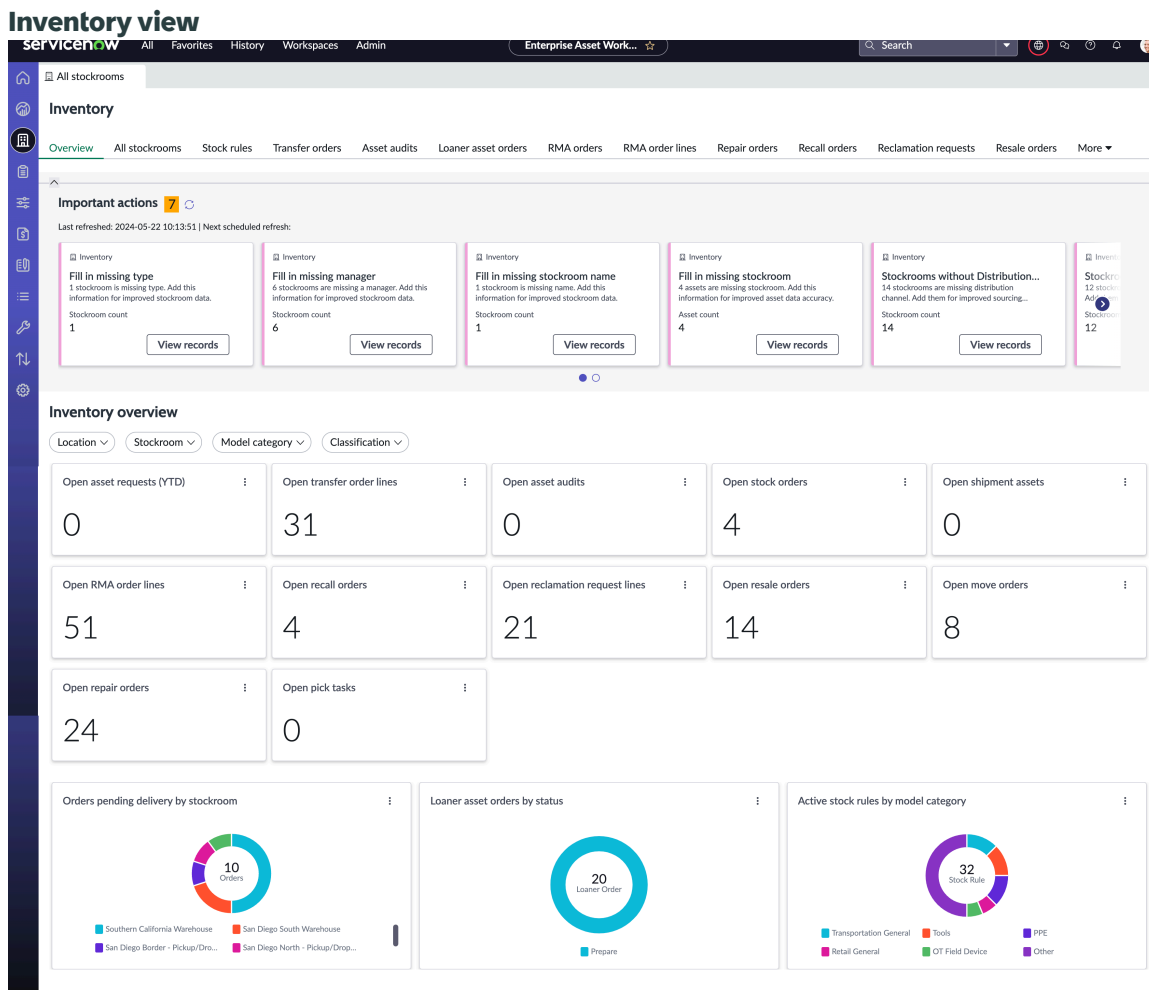 Inventory view
servicenow All Favorites History Workspaces Admin Enterprise Asset Work... Search
All stockrooms
Inventory
Overview All stockrooms Stock rules Transfer orders Asset audits Loaner asset orders RMA orders RMA order lines Repair orders Recall orders Reclamation requests Resale orders More
Important actions 7
Last refreshed: 2024-05-22 10:13:51 | Next scheduled refresh:
Inventory
Fill in missing type
1 stockroom is missing type. Add this
information for improved stockroom data.
Stockroom count
1
View records
Inventory
Fill in missing manager
6 stockrooms are missing a manager. Add this
information for improved stockroom data.
Stockroom count
6
View records
Inventory
Fill in missing stockroom name
1 stockroom is missing name. Add this
information for improved stockroom data.
Stockroom count
1
View records
Inventory
Fill in missing stockroom
4 assets are missing stockroom. Add this
information for improved asset data accuracy.
Asset count
4
View records
Inventory
Stockrooms without Distribution...
14 stockrooms are missing distribution
channel. Add them for improved sourcing...
Stockroom count
14
View records
12
Inventory overview
Location Stockroom Model category Classification
Open asset requests (YTD)
0
Open transfer order lines
31
Open asset audits
0
Open stock orders
4
Open shipment assets
0
Open RMA order lines
51
Open recall orders
4
Open reclamation request lines
21
Open resale orders
14
Open move orders
8
Open repair orders
24
Open pick tasks
0
Orders pending delivery by stockroom
10
Orders
Southern California Warehouse San Diego South Warehouse
San Diego Border - Pickup/Dro... San Diego North - Pickup/Drop...
Loaner asset orders by status
20
Loaner Order
Prepare
Active stock rules by model category
32
Stock Rule
Transportation General Tools PPE
Retail General OT Field Device Other